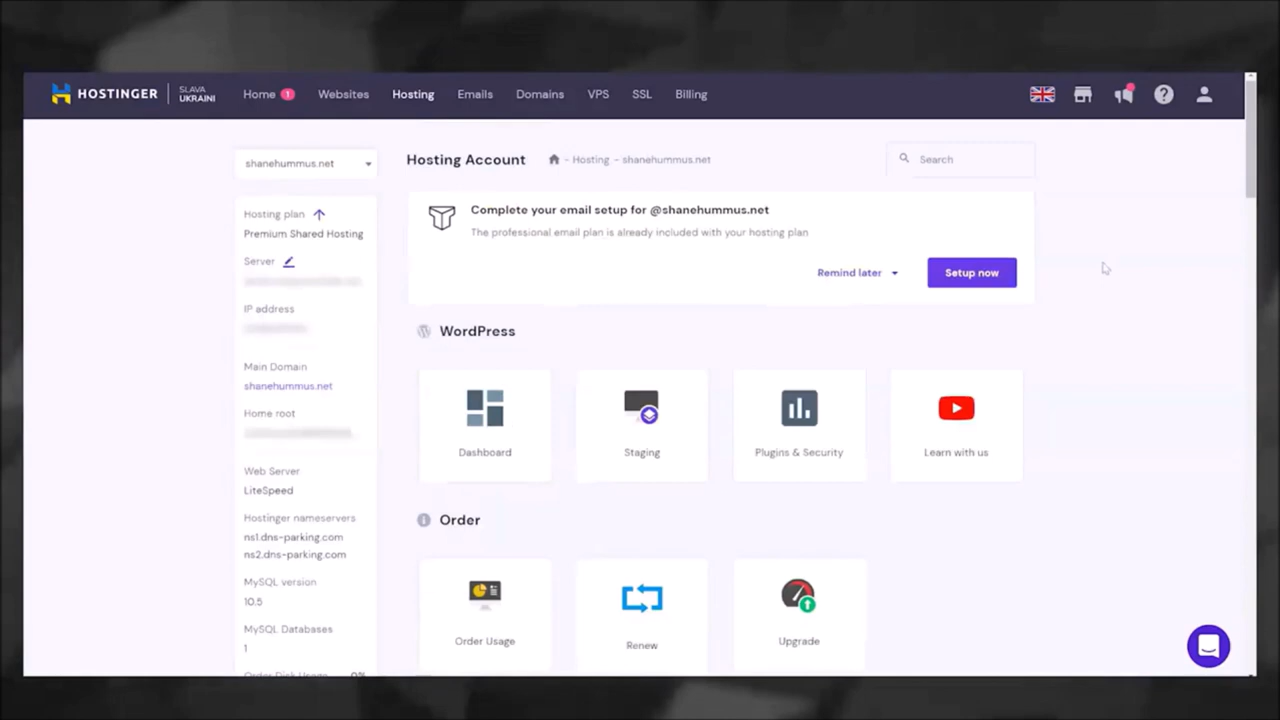 HOSTINGER
SLAVA
UKRAINI
Home 1 Websites Hosting Emails Domains VPS SSL Billing
shanehummus.net
Hosting Account
- Hosting - shanehummus.net
Search
Hosting plan
Premium Shared Hosting
Server
IP address
Main Domain
shanehummus.net
Home root
Web Server
LiteSpeed
Hostinger nameservers
ns1.dns-parking.com
ns2.dns-parking.com
MySQL version
10.5
MySQL Databases
1
Order Disk Usage 0%
Complete your email setup for @shanehummus.net
The professional email plan is already included with your hosting plan
Remind later
Setup now
WordPress
Dashboard
Staging
Plugins & Security
Learn with us
Order
Order Usage
Renew
Upgrade